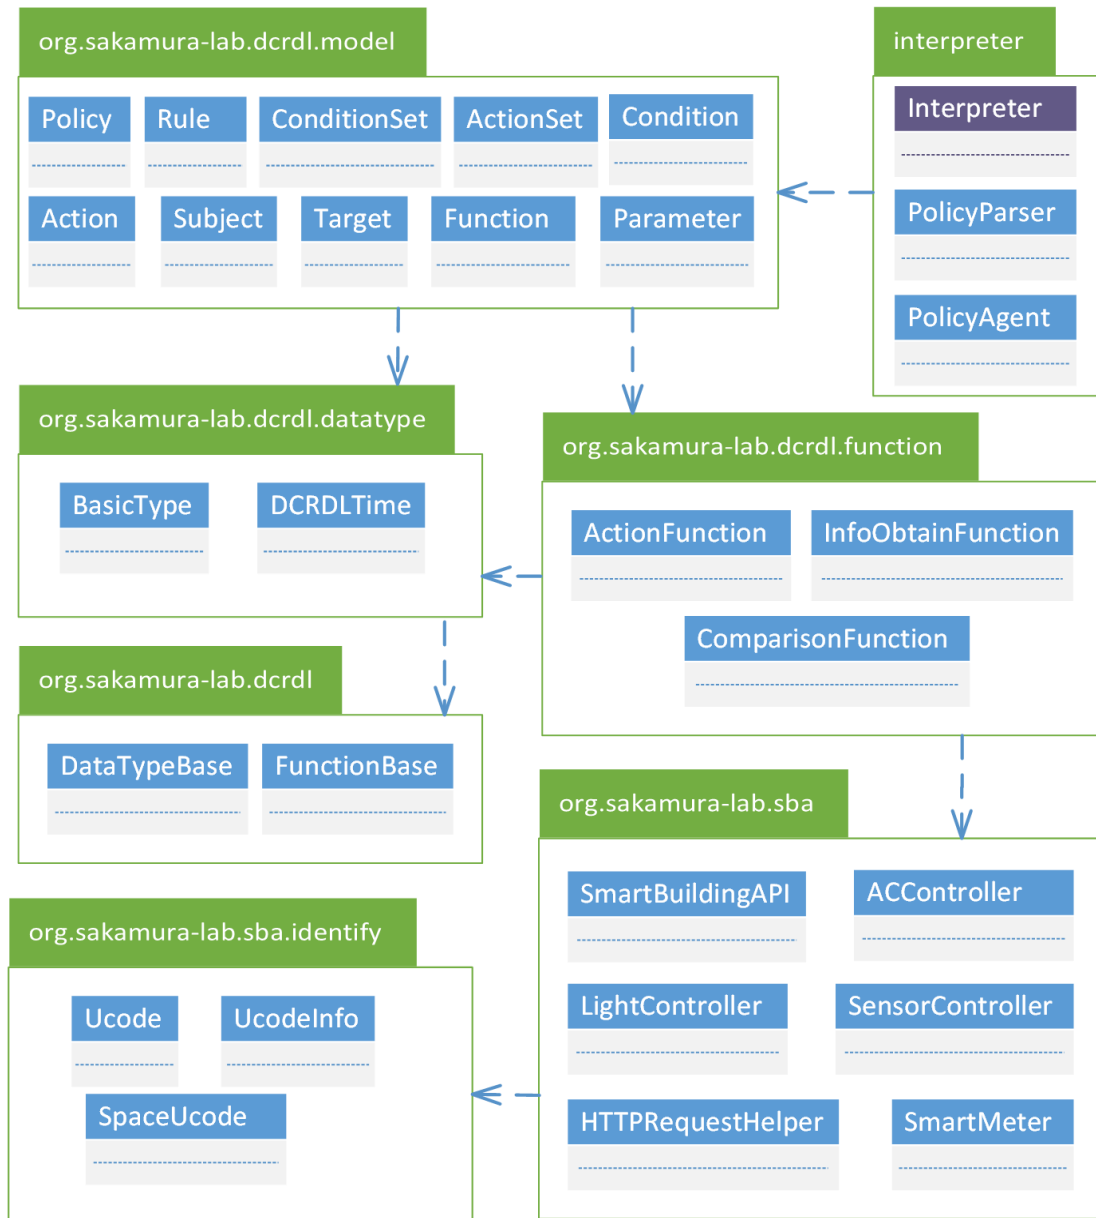 org.sakamura-lab.dcrdl.model
Policy
Rule
ConditionSet
ActionSet
Condition
Action
Subject
Target
Function
Parameter
interpreter
Interpreter
PolicyParser
PolicyAgent
org.sakamura-lab.dcrdl.datatype
BasicType
DCRDLTime
org.sakamura-lab.dcrdl.function
ActionFunction
InfoObtainFunction
ComparisonFunction
org.sakamura-lab.dcrdl
DataTypeBase
FunctionBase
org.sakamura-lab.sba
SmartBuildingAPI
ACController
LightController
SensorController
HTTPRequestHelper
SmartMeter
org.sakamura-lab.sba.identify
Ucode
UcodeInfo
SpaceUcode